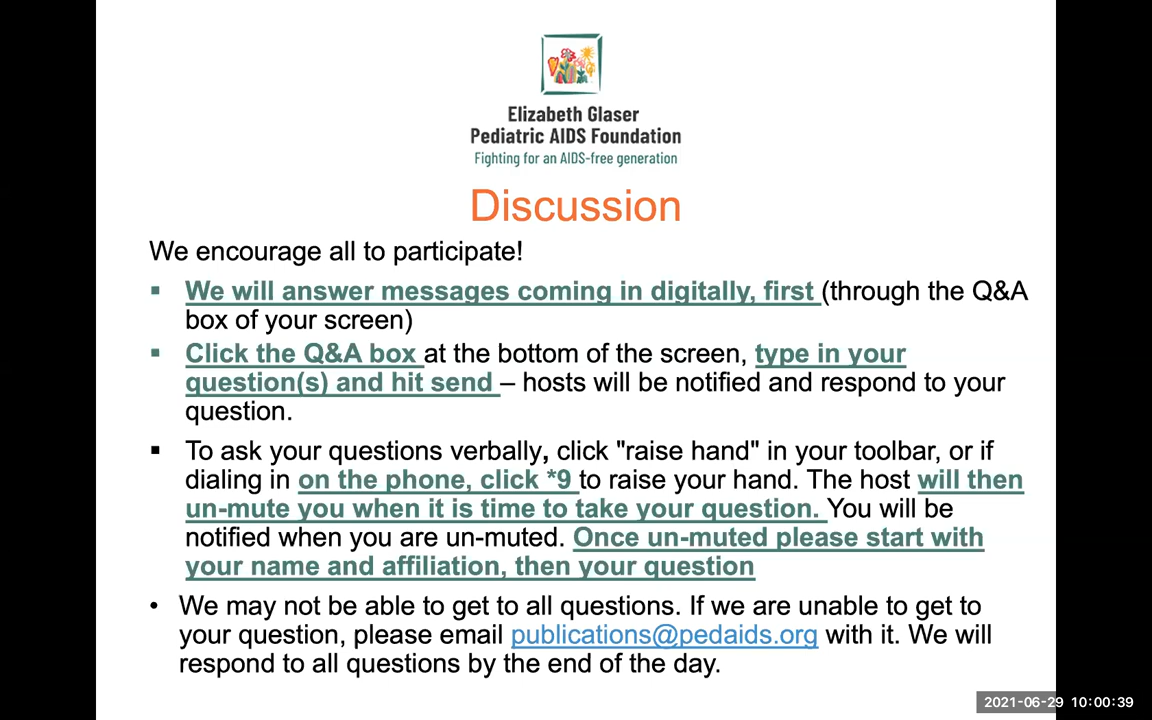 Elizabeth Glaser
Pediatric AIDS Foundation
Fighting for an AIDS-free generation
Discussion
We encourage all to participate!
▪ We will answer messages coming in digitally, first (through the Q&A
box of your screen)
▪ Click the Q&A box at the bottom of the screen, type in your
question(s) and hit send – hosts will be notified and respond to your
question.
▪ To ask your questions verbally, click "raise hand" in your toolbar, or if
dialing in on the phone, click *9 to raise your hand. The host will then
un-mute you when it is time to take your question. You will be
notified when you are un-muted. Once un-muted please start with
your name and affiliation, then your question
• We may not be able to get to all questions. If we are unable to get to
your question, please email publications@pedaids.org with it. We will
respond to all questions by the end of the day.
2021-06-29 10:00:39